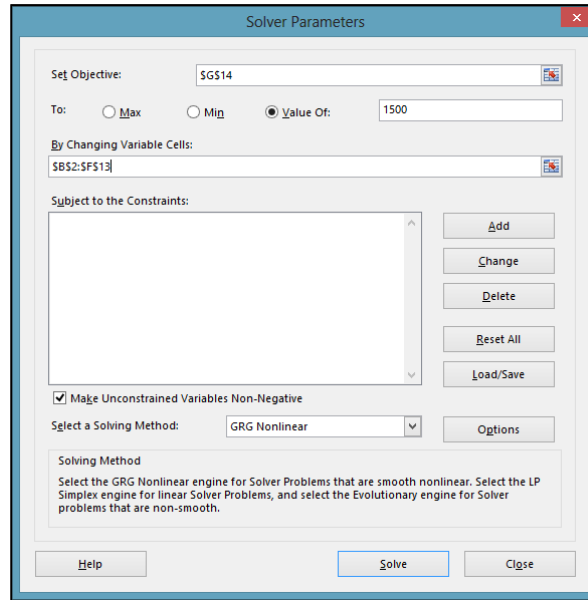 Solver Parameters
Set Objective:
$G$14
To:
Max
Min
Value Of:
1500
By Changing Variable Cells:
$B$2:$F$13
Subject to the Constraints:
Add
Change
Delete
Reset All
Load/Save
Make Unconstrained Variables Non-Negative
Select a Solving Method:
GRG Nonlinear
Options
Solving Method
Select the GRG Nonlinear engine for Solver Problems that are smooth nonlinear. Select the LP
Simplex engine for linear Solver Problems, and select the Evolutionary engine for Solver
problems that are non-smooth.
Help
Solve
Close